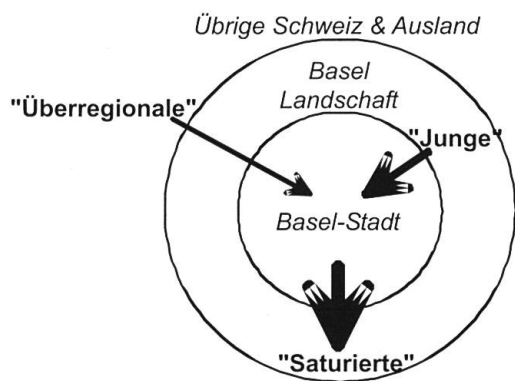 Übrige Schweiz & Ausland
Basel
Landschaft
"Überregionale"
"Junge"
Basel-Stadt
"Saturierte"